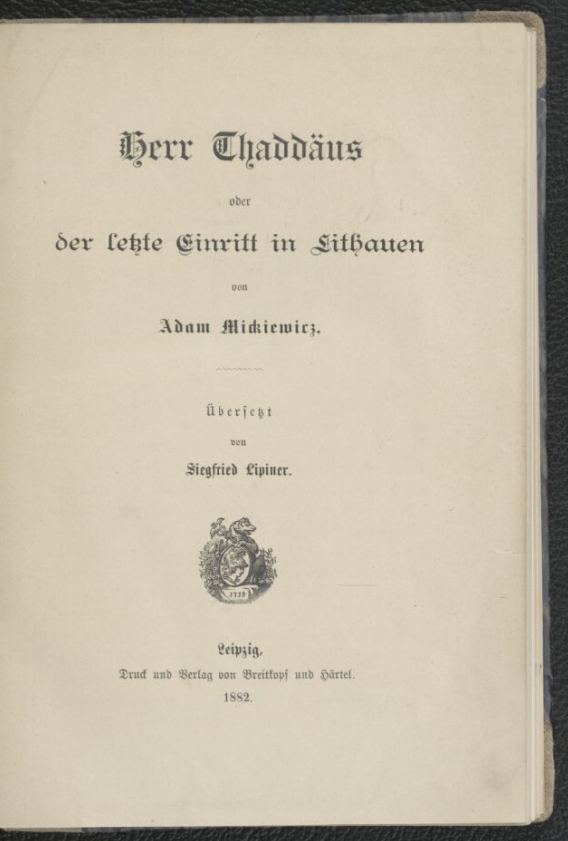 Herr Thaddäus
oder
der letzte Einritt in Lithauen
von
Adam Mickiewicz.
Übersetzt
von
Siegfried Lipiner.
1719
Leipzig,
Druck und Verlag von Breitkopf und Härtel.
1882.